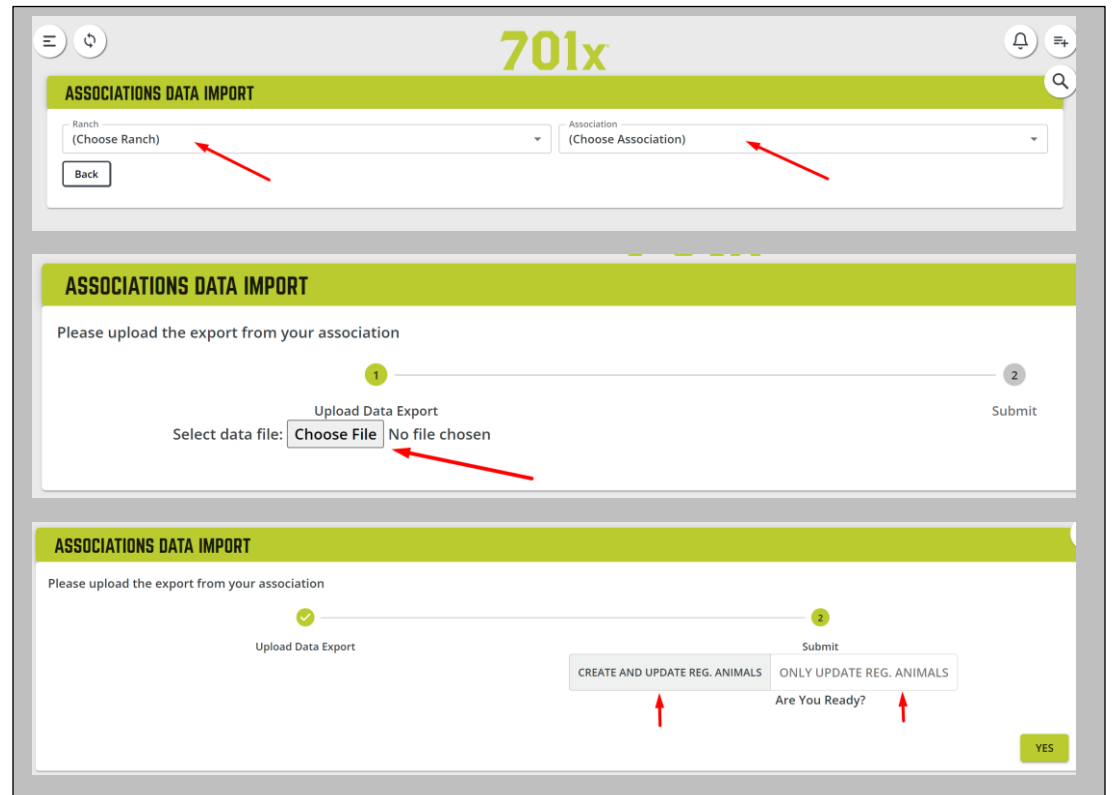 701x
ASSOCIATIONS DATA IMPORT
Ranch
(Choose Ranch)
Association
(Choose Association)
Back
ASSOCIATIONS DATA IMPORT
Please upload the export from your association
1
2
Upload Data Export
Submit
Select data file: Choose File No file chosen
ASSOCIATIONS DATA IMPORT
Please upload the export from your association
2
Upload Data Export
Submit
CREATE AND UPDATE REG. ANIMALS
ONLY UPDATE REG. ANIMALS
Are You Ready?
YES